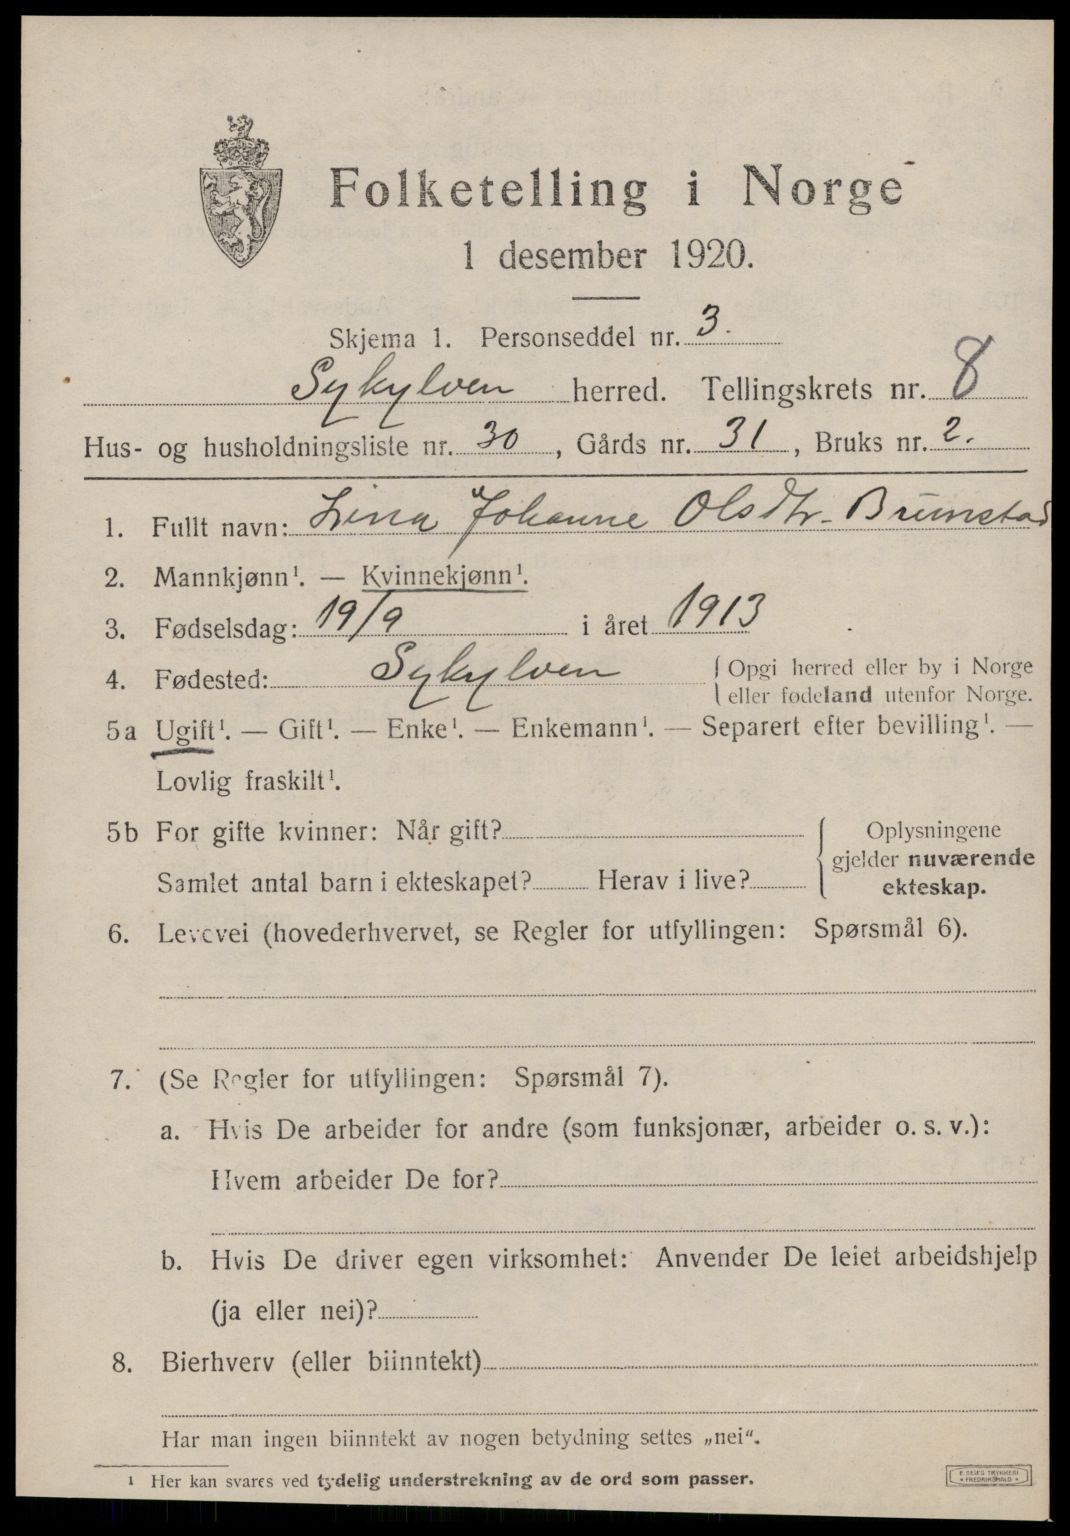 Folketelling i Norge
1 desember 1920.
Skjema 1. Personseddel nr. 3.
Sykylven herred. Tellingskrets nr. 8
Hus- og husholdningsliste nr. 30, Gårds nr. 31, Bruks nr. 2.
1. Fullt navn: Lina Johanne Olsdtr. Brunstad
2. Mannkjønn¹. — Kvinnekjønn¹.
3. Fødselsdag: 19/9 i året 1913
4. Fødested: Sykylven { Opgi herred eller by i Norge
eller fødeland utenfor Norge.
5a Ugift¹. — Gift¹. — Enke¹. — Enkemann¹. — Separert efter bevilling¹. —
Lovlig fraskilt¹.
5b For gifte kvinner: Når gift?
Samlet antal barn i ekteskapet? Herav i live?
Oplysningene
gjelder nuværende
ekteskap.
6. Levevei (hovederhvervet, se Regler for utfyllingen: Spørsmål 6).
7. (Se Regler for utfyllingen: Spørsmål 7).
a. Hvis De arbeider for andre (som funksjonær, arbeider o. s. v.):
Hvem arbeider De for?
b. Hvis De driver egen virksomhet: Anvender De leiet arbeidshjelp
(ja eller nei)?
8. Bierhverv (eller biinntekt)
Har man ingen biinntekt av nogen betydning settes „nei“.
¹ Her kan svares ved tydelig understrekning av de ord som passer.
E. SEM'S TRYKKERI
FREDRIKSHALD